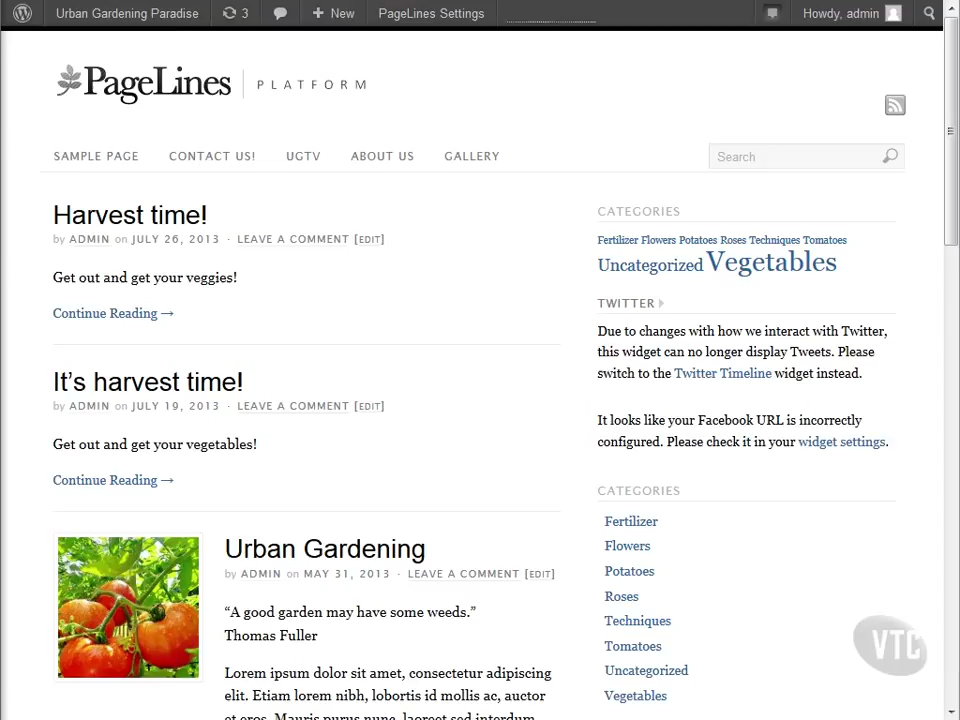 Urban Gardening Paradise 3 New PageLines Settings Howdy, admin
PageLines PLATFORM
SAMPLE PAGE CONTACT US! UGTV ABOUT US GALLERY Search
Harvest time!
by ADMIN on JULY 26, 2013 · LEAVE A COMMENT [EDIT]
Get out and get your veggies!
Continue Reading →
It's harvest time!
by ADMIN on JULY 19, 2013 · LEAVE A COMMENT [EDIT]
Get out and get your vegetables!
Continue Reading →
Urban Gardening
by ADMIN on MAY 31, 2013 · LEAVE A COMMENT [EDIT]
“A good garden may have some weeds.”
Thomas Fuller
Lorem ipsum dolor sit amet, consectetur adipiscing
elit. Etiam lorem nibh, lobortis id mollis ac, auctor
et eros. Mauris purus nunc, laoreet sed interdum
CATEGORIES
Fertilizer Flowers Potatoes Roses Techniques Tomatoes
Uncategorized Vegetables
TWITTER
Due to changes with how we interact with Twitter,
this widget can no longer display Tweets. Please
switch to the Twitter Timeline widget instead.
It looks like your Facebook URL is incorrectly
configured. Please check it in your widget settings.
CATEGORIES
Fertilizer
Flowers
Potatoes
Roses
Techniques
Tomatoes
Uncategorized
Vegetables
VTC